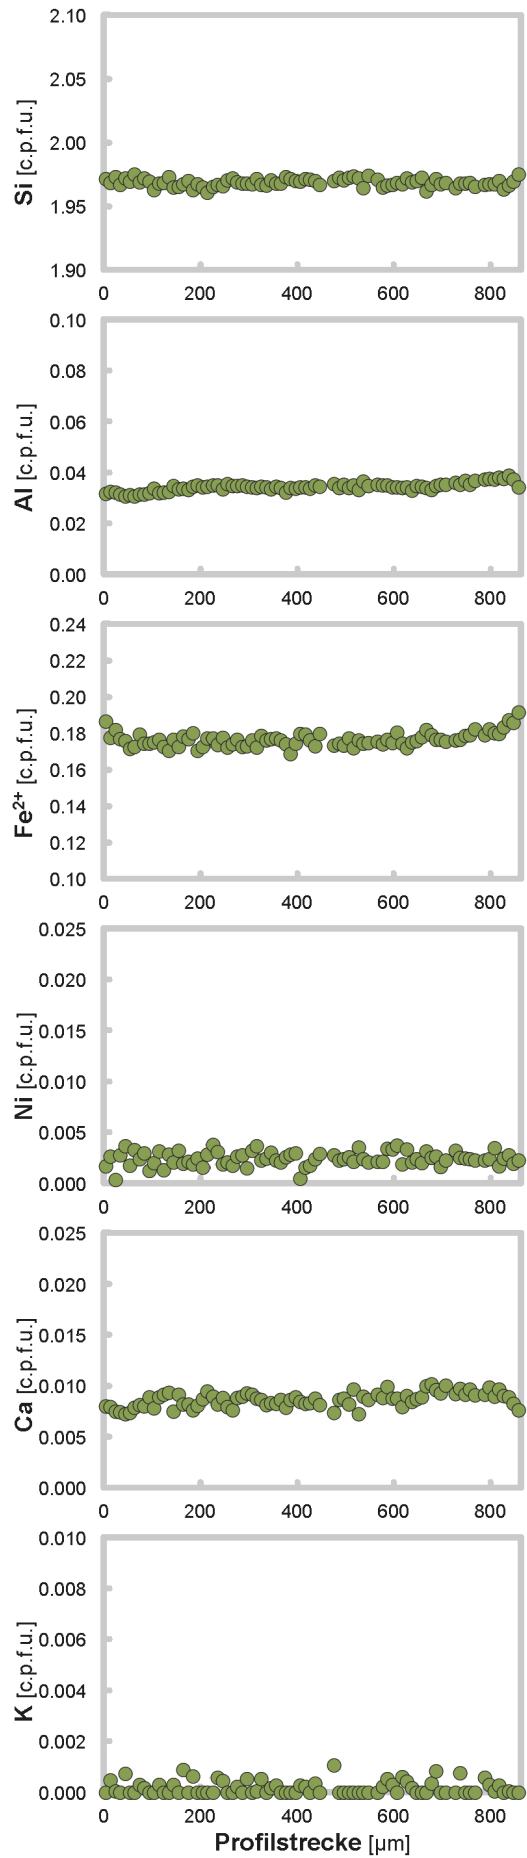 2.10
2.05
2.00
1.95
1.90
Si [c.p.f.u.]
0 200 400 600 800
0.10
0.08
0.06
0.04
0.02
0.00
Al [c.p.f.u.]
0 200 400 600 800
0.24
0.22
0.20
0.18
0.16
0.14
0.12
0.10
Fe²⁺ [c.p.f.u.]
0 200 400 600 800
0.025
0.020
0.015
0.010
0.005
0.000
Ni [c.p.f.u.]
0 200 400 600 800
0.025
0.020
0.015
0.010
0.005
0.000
Ca [c.p.f.u.]
0 200 400 600 800
0.010
0.008
0.006
0.004
0.002
0.000
K [c.p.f.u.]
0 200 400 600 800
Profilstrecke [µm]